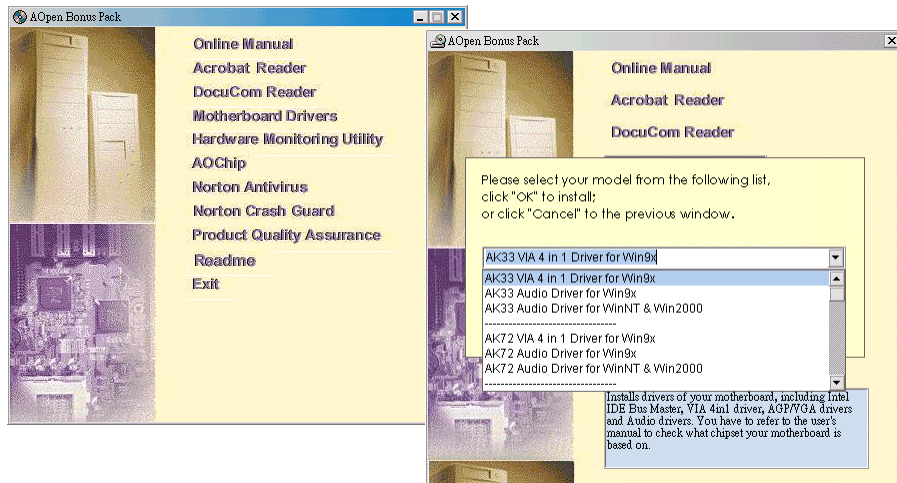 AOpen Bonus Pack
Online Manual
Acrobat Reader
DocuCom Reader
Motherboard Drivers
Hardware Monitoring Utility
AOChip
Norton Antivirus
Norton Crash Guard
Product Quality Assurance
Readme
Exit
AOpen Bonus Pack
Online Manual
Acrobat Reader
DocuCom Reader
Please select your model from the following list,
click "OK" to install;
or click "Cancel" to the previous window.
AK33 VIA 4 in 1 Driver for Win9x
AK33 VIA 4 in 1 Driver for Win9x
AK33 Audio Driver for Win9x
AK33 Audio Driver for WinNT & Win2000
---------------------------------
AK72 VIA 4 in 1 Driver for Win9x
AK72 Audio Driver for Win9x
AK72 Audio Driver for WinNT & Win2000
---------------------------------
Installs drivers of your motherboard, including Intel
IDE Bus Master, VIA 4in1 driver, AGP/VGA drivers
and Audio drivers. You have to refer to the user's
manual to check what chipset your motherboard is
based on.